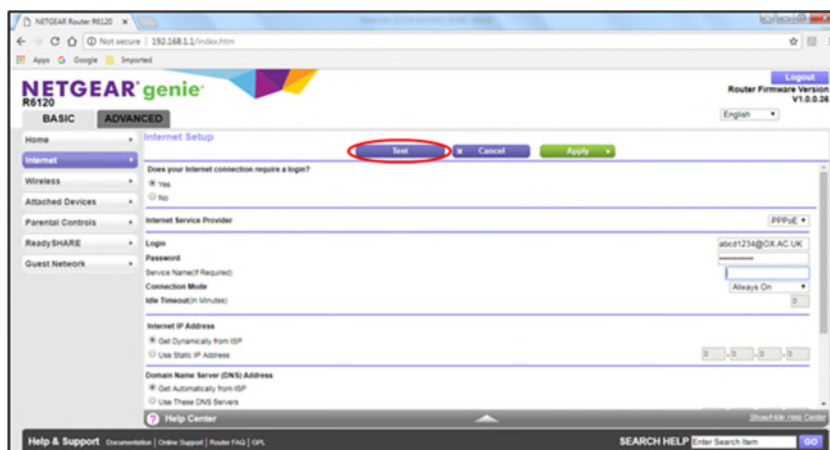 NETGEAR Router R6120
Not secure | 192.168.1.1/index.htm
Apps Google Imported
NETGEAR genie
R6120
Logout
Router Firmware Version
V1.0.0.26
English
BASIC ADVANCED
Home
Internet
Wireless
Attached Devices
Parental Controls
ReadySHARE
Guest Network
Internet Setup
Test × Cancel Apply
Does your Internet connection require a login?
Yes
No
Internet Service Provider PPPoE
Login abcd1234@OX.AC.UK
Password
Service Name(If Required)
Connection Mode Always On
Idle Timeout(In Minutes) 0
Internet IP Address
Get Dynamically from ISP
Use Static IP Address 0 . 0 . 0 . 0
Domain Name Server (DNS) Address
Get Automatically from ISP
Use These DNS Servers
? Help Center Show/Hide Help Center
Help & Support Documentation | Online Support | Router FAQ | GPL
SEARCH HELP Enter Search Item GO